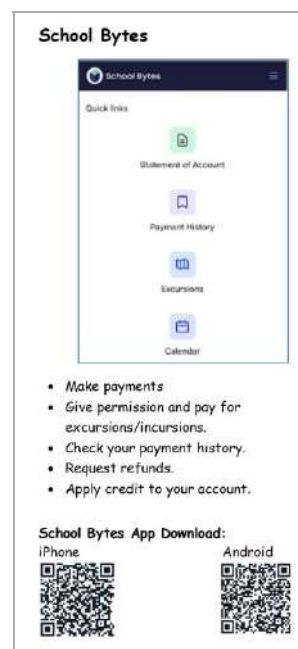 School Bytes
School Bytes
Quick links
Statement of Account
Payment History
Excursions
Calendar
• Make payments
• Give permission and pay for
excursions/incursions.
• Check your payment history.
• Request refunds.
• Apply credit to your account.
School Bytes App Download:
iPhone Android